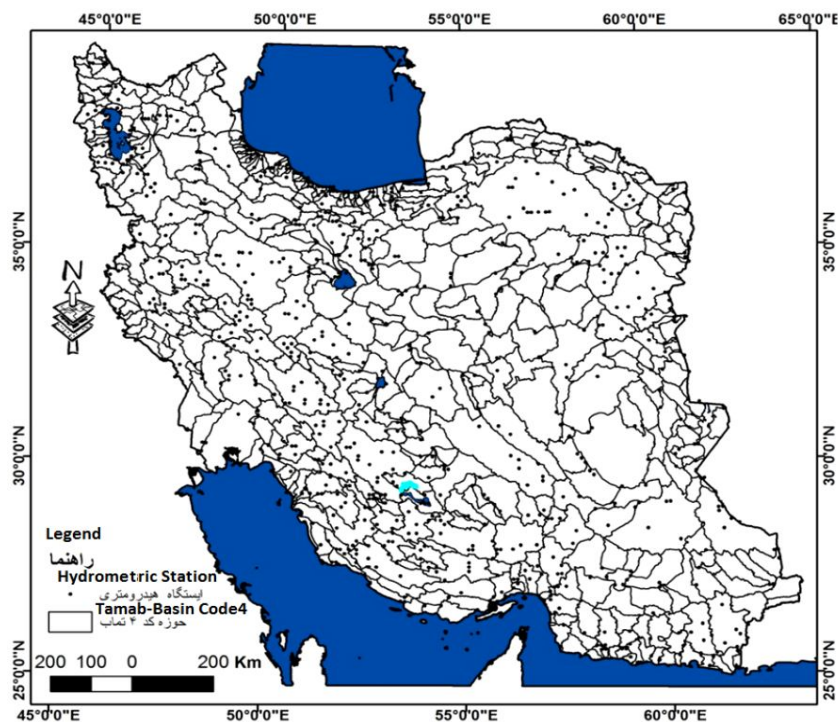 45°0'0"E 50°0'0"E 55°0'0"E 60°0'0"E 65°0'0"E
35°0'0"N 35°0'0"N
N
30°0'0"N 30°0'0"N
Legend
راهنما
Hydrometric Station
ایستگاه هیدرومتری
Tamab-Basin Code4
حوزه کد ۴ تماب
200 100 0 200 Km
25°0'0"N 25°0'0"N
45°0'0"E 50°0'0"E 55°0'0"E 60°0'0"E